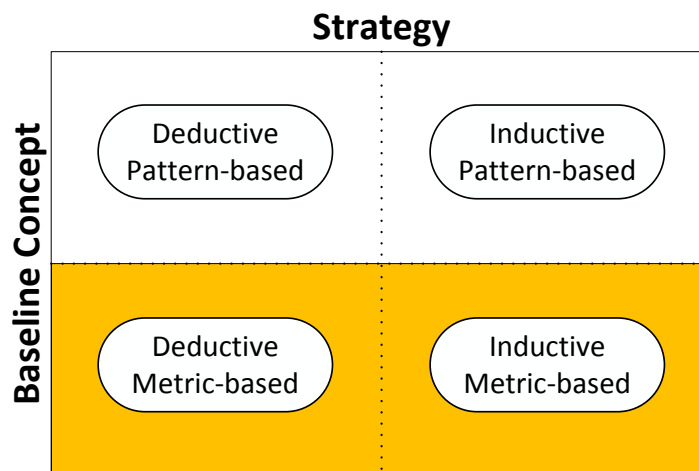 Strategy
Baseline Concept
Deductive
Pattern-based
Inductive
Pattern-based
Deductive
Metric-based
Inductive
Metric-based